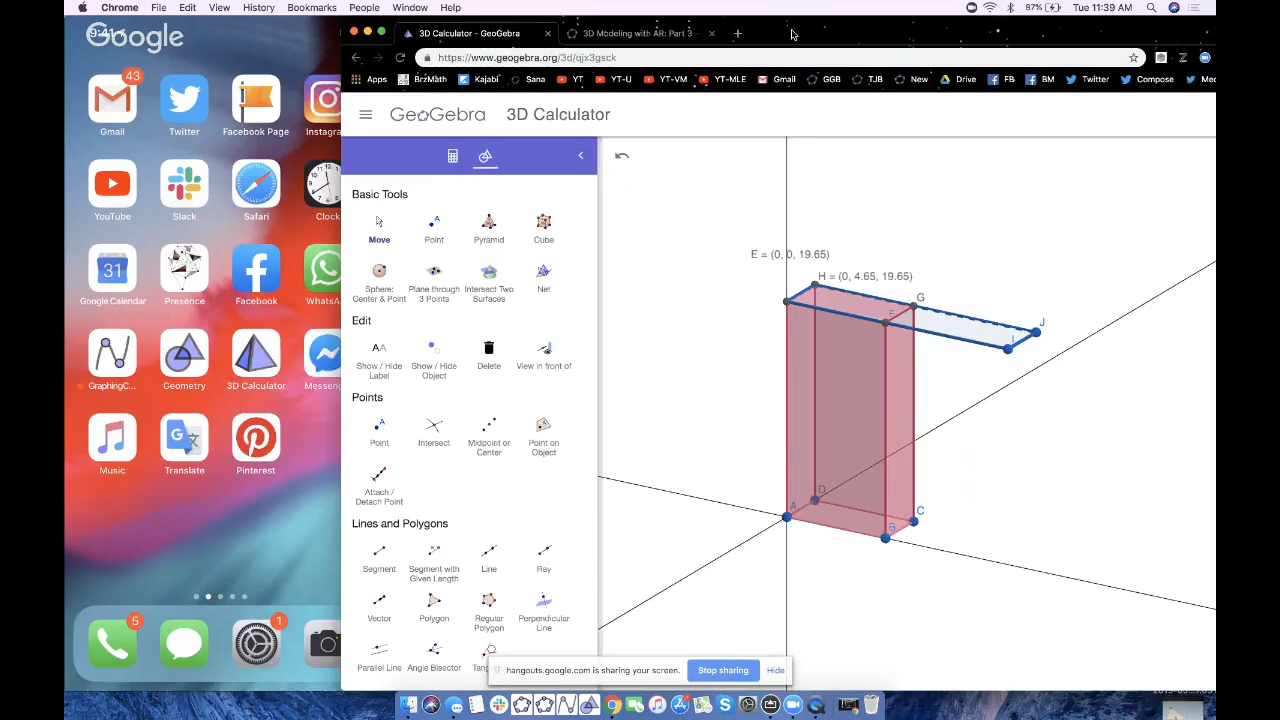 Chrome File Edit View History Bookmarks People Window Help
87% Tue 11:39 AM
9:41
Google
43
Gmail Twitter Facebook Page Instag
YouTube Slack Safari Clock
31
Google Calendar Presence Facebook WhatsA
GraphingC... Geometry 3D Calculator Messeng
Music Translate Pinterest
5 1
3D Calculator - GeoGebra
3D Modeling with AR: Part 3 -
https://www.geogebra.org/3d/qjx3gsck
Apps BrzMath Kajabi Sana YT YT-U YT-VM YT-MLE Gmail GGB TJB New Drive FB BM Twitter Compose Me
GeoGebra 3D Calculator
Basic Tools
Move Point Pyramid Cube
Sphere: Center & Point
Plane through 3 Points
Intersect Two Surfaces
Net
Edit
Show / Hide Label
Show / Hide Object
Delete
View in front of
Points
Point Intersect
Midpoint or Center
Point on Object
Attach / Detach Point
Lines and Polygons
Segment
Segment with Given Length
Line Ray
Vector Polygon
Regular Polygon
Perpendicular Line
Parallel Line Angle Bisector
E = (0, 0, 19.65)
H = (0, 4.65, 19.65)
G
F
J
I
D
A
C
B
hangouts.google.com is sharing your screen. Stop sharing Hide